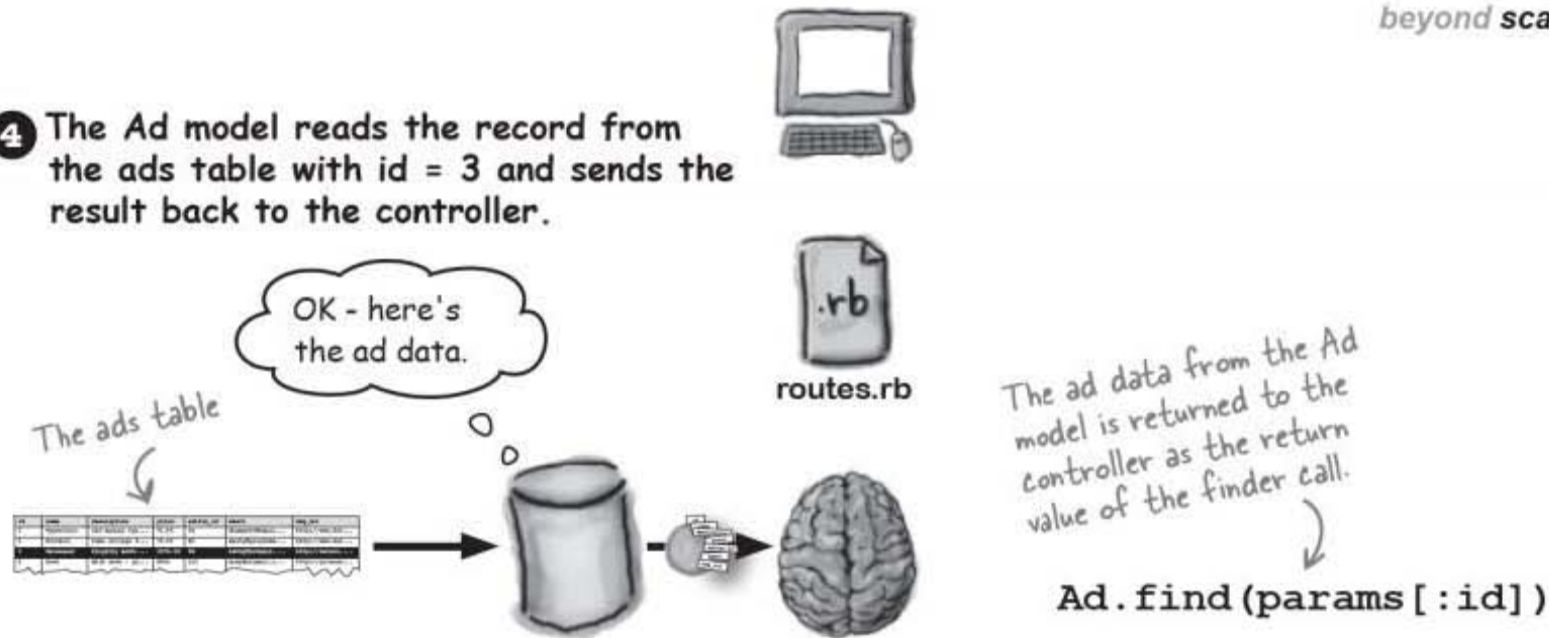 beyond sca
4 The Ad model reads the record from
the ads table with id = 3 and sends the
result back to the controller.
OK - here's
the ad data.
.rb
routes.rb
The ads table
The ad data from the Ad
model is returned to the
controller as the return
value of the finder call.
Ad.find(params[:id])